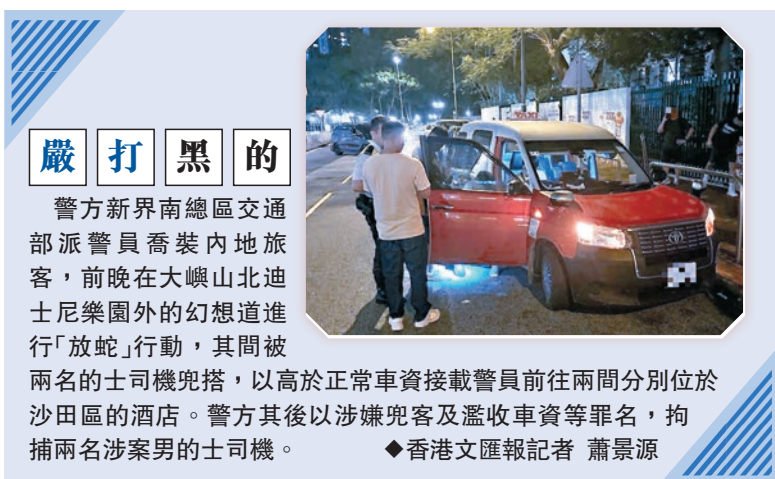 嚴打黑的
TAXI
警方新界南總區交通
部派警員喬裝內地旅
客，前晚在大嶼山北迪
士尼樂園外的幻想道進
行「放蛇」行動，其間被
兩名的士司機兜搭，以高於正常車資接載警員前往兩間分別位於
沙田區的酒店。警方其後以涉嫌兜客及濫收車資等罪名，拘
捕兩名涉案男的士司機。 ◆香港文匯報記者 蕭景源